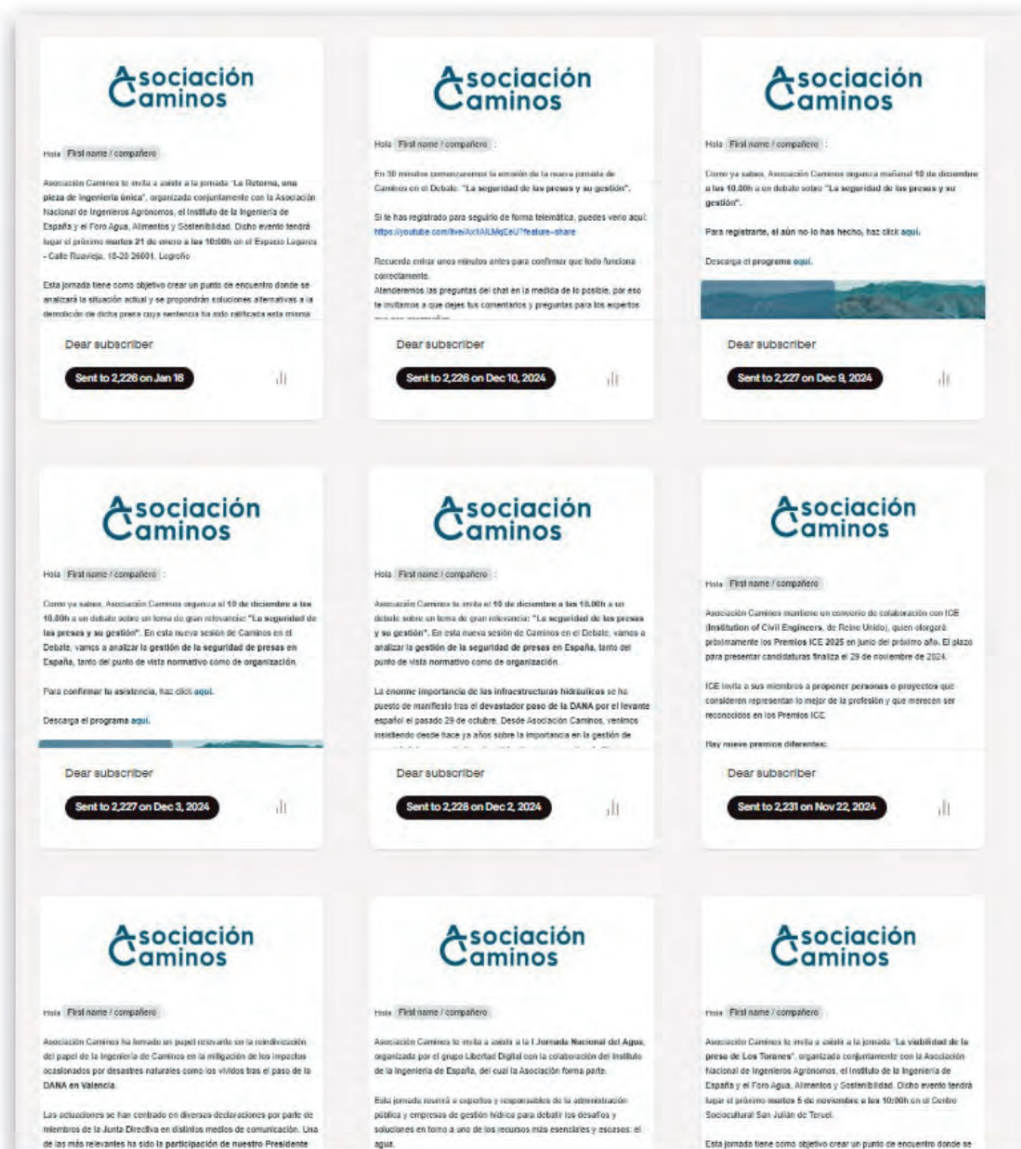 Asociación
Caminos
Hola First name / compañero :
Asociación Caminos te invita a asistir a la jornada "La Retorna, una
pieza de ingeniería única", organizada conjuntamente con la Asociación
Nacional de Ingenieros Agrónomos, el Instituto de la Ingeniería de
España y el Foro Agua, Alimentos y Sostenibilidad. Dicho evento tendrá
lugar el próximo martes 21 de enero a las 10:00h en el Espacio Lagares
- Calle Ruavieja, 18-20 26001, Logroño
Esta jornada tiene como objetivo crear un punto de encuentro donde se
analizará la situación actual y se propondrán soluciones alternativas a la
demolición de dicha presa cuya sentencia ha sido ratificada esta misma
Dear subscriber
Sent to 2,226 on Jan 16
Asociación
Caminos
Hola First name / compañero :
En 30 minutos comenzaremos la emisión de la nueva jornada de
Caminos en el Debate: "La seguridad de las presas y su gestión".
Si te has registrado para seguirlo de forma telemática, puedes verlo aquí:
Recuerda entrar unos minutos antes para confirmar que todo funciona
correctamente.
Atenderemos las preguntas del chat en la medida de lo posible, por eso
te invitamos a que dejes tus comentarios y preguntas para los expertos
Dear subscriber
Sent to 2,226 on Dec 10, 2024
Asociación
Caminos
Hola First name / compañero :
Como ya sabes, Asociación Caminos organiza mañanal 10 de diciembre
a las 10.00h a un debate sobre "La seguridad de las presas y su
gestión".
Para registrarte, si aún no lo has hecho, haz click aquí.
Descarga el programa aquí.
Dear subscriber
Sent to 2,227 on Dec 9, 2024
Asociación
Caminos
Hola First name / compañero :
Como ya sabes, Asociación Caminos organiza el 10 de diciembre a las
10.00h a un debate sobre un tema de gran relevancia: "La seguridad de
las presas y su gestión". En esta nueva sesión de Caminos en el
Debate, vamos a analizar la gestión de la seguridad de presas en
España, tanto del punto de vista normativo como de organización.
Para confirmar tu asistencia, haz click aquí.
Descarga el programa aquí.
Dear subscriber
Sent to 2,227 on Dec 3, 2024
Asociación
Caminos
Hola First name / compañero :
Asociación Caminos te invita el 10 de diciembre a las 10.00h a un
debate sobre un tema de gran relevancia: "La seguridad de las presas
y su gestión". En esta nueva sesión de Caminos en el Debate, vamos a
analizar la gestión de la seguridad de presas en España, tanto del
punto de vista normativo como de organización.
La enorme importancia de las infraestructuras hidráulicas se ha
puesto de manifiesto tras el devastador paso de la DANA por el levante
español el pasado 29 de octubre. Desde Asociación Caminos, venimos
insistiendo desde hace ya años sobre la importancia en la gestión de
Dear subscriber
Sent to 2,228 on Dec 2, 2024
Asociación
Caminos
Hola First name / compañero :
Asociación Caminos mantiene un convenio de colaboración con ICE
(Institution of Civil Engineers, de Reino Unido), quien otorgará
próximamente los Premios ICE 2025 en junio del próximo año. El plazo
para presentar candidaturas finaliza el 29 de noviembre de 2024.
ICE invita a sus miembros a proponer personas o proyectos que
consideren representan lo mejor de la profesión y que merecen ser
reconocidos en los Premios ICE.
Hay nueve premios diferentes:
Dear subscriber
Sent to 2,231 on Nov 22, 2024
Asociación
Caminos
Hola First name / compañero :
Asociación Caminos ha tomado un papel relevante en la reivindicación
del papel de la Ingeniería de Caminos en la mitigación de los impactos
ocasionados por desastres naturales como los vividos tras el paso de la
DANA en Valencia.
Las actuaciones se han centrado en diversas declaraciones por parte de
miembros de la Junta Directiva en distintos medios de comunicación. Una
de las más relevantes ha sido la participación de nuestro Presidente
Asociación
Caminos
Hola First name / compañero :
Asociación Caminos te invita a asistir a la I Jornada Nacional del Agua,
organizada por el grupo Libertad Digital con la colaboración del Instituto
de la Ingeniería de España, del cual la Asociación forma parte.
Esta jornada reunirá a expertos y responsables de la administración
pública y empresas de gestión hídrica para debatir los desafíos y
soluciones en torno a uno de los recursos más esenciales y escasos: el
agua.
Asociación
Caminos
Hola First name / compañero :
Asociación Caminos te invita a asistir a la jornada "La viabilidad de la
presa de Los Toranes", organizada conjuntamente con la Asociación
Nacional de Ingenieros Agrónomos, el Instituto de la Ingeniería de
España y el Foro Agua, Alimentos y Sostenibilidad. Dicho evento tendrá
lugar el próximo martes 5 de noviembre a las 10:00h en el Centro
Sociocultural San Julián de Teruel.
Esta jornada tiene como objetivo crear un punto de encuentro donde se